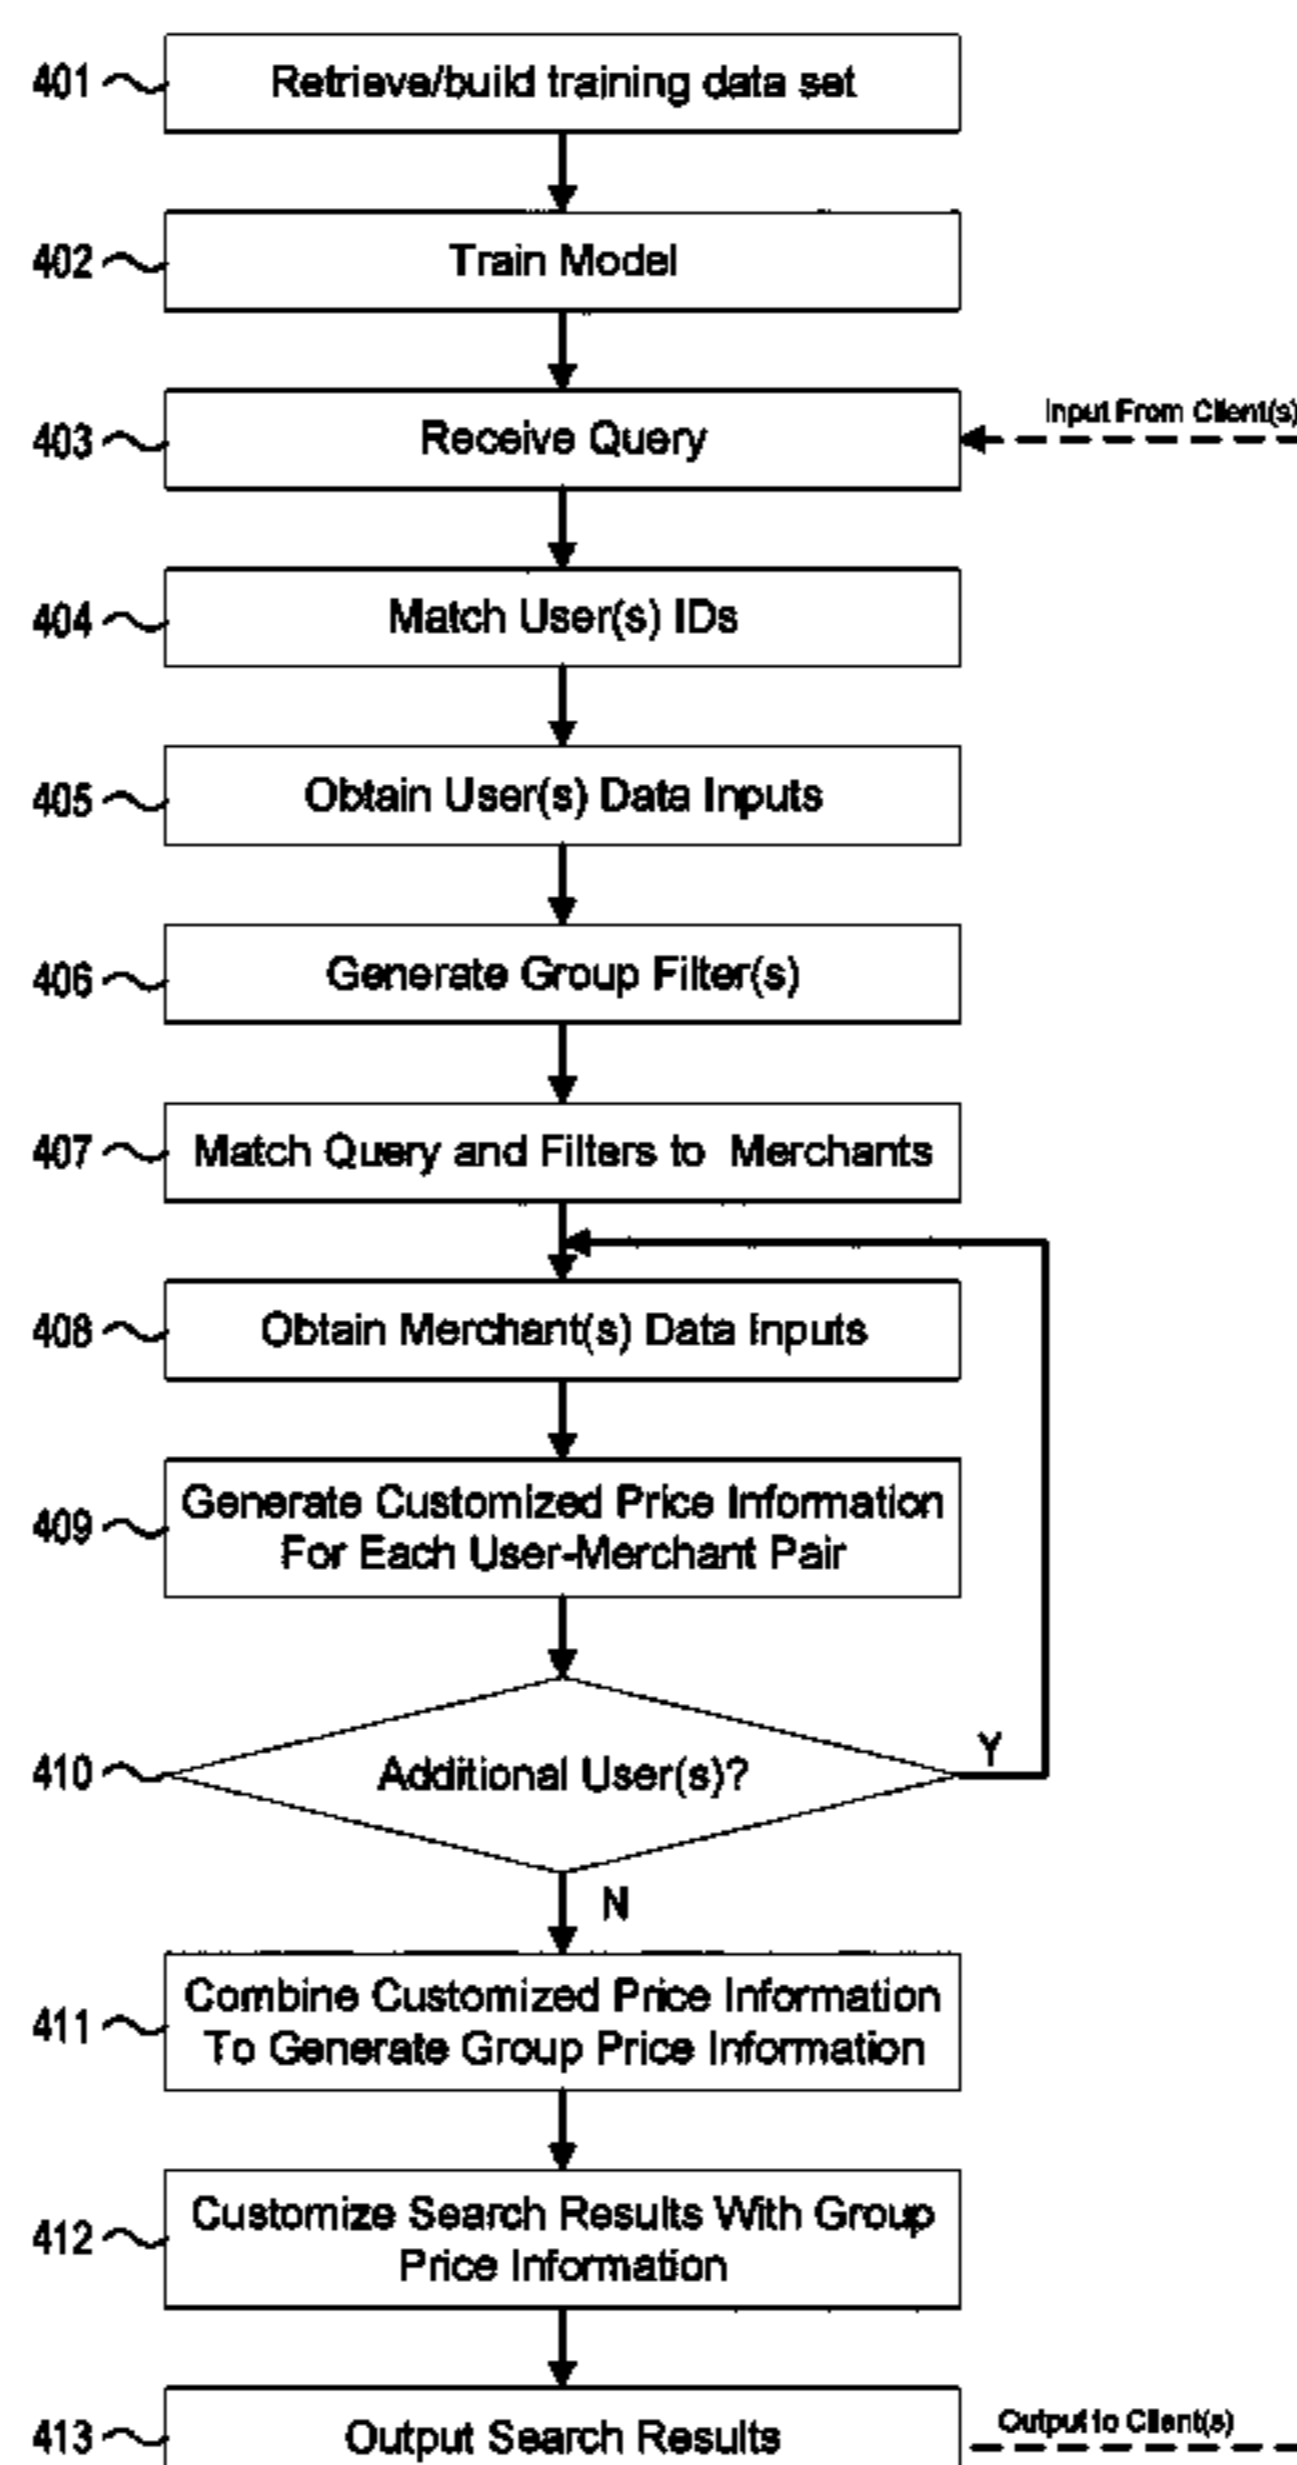 401
Retrieve/build training data set
402
Train Model
Input From Client(s)
403
Receive Query
404
Match User(s) IDs
405
Obtain User(s) Data Inputs
406
Generate Group Filter(s)
407
Match Query and Filters to Merchants
408
Obtain Merchant(s) Data Inputs
409
Generate Customized Price Information
For Each User-Merchant Pair
410
Additional User(s)?
Y
N
411
Combine Customized Price Information
To Generate Group Price Information
412
Customize Search Results With Group
Price Information
413
Output Search Results
Output to Client(s)